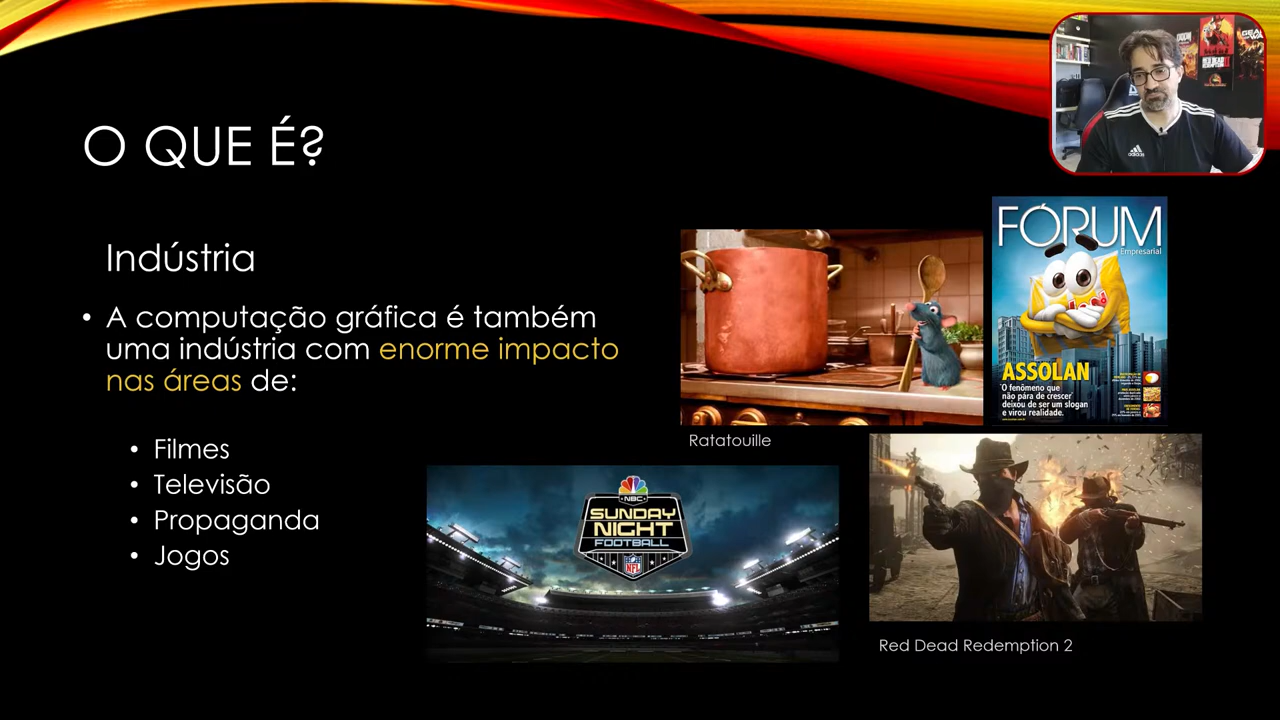 O QUE É?
Indústria
• A computação gráfica é também
uma indústria com enorme impacto
nas áreas de:
• Filmes
• Televisão
• Propaganda
• Jogos
Ratatouille
FÓRUM
Empresarial
ASSOLAN
O fenômeno que
não pára de crescer
deixou de ser um slogan
e virou realidade.
NBC
SUNDAY
NIGHT
FOOTBALL
NFL
Red Dead Redemption 2
adidas